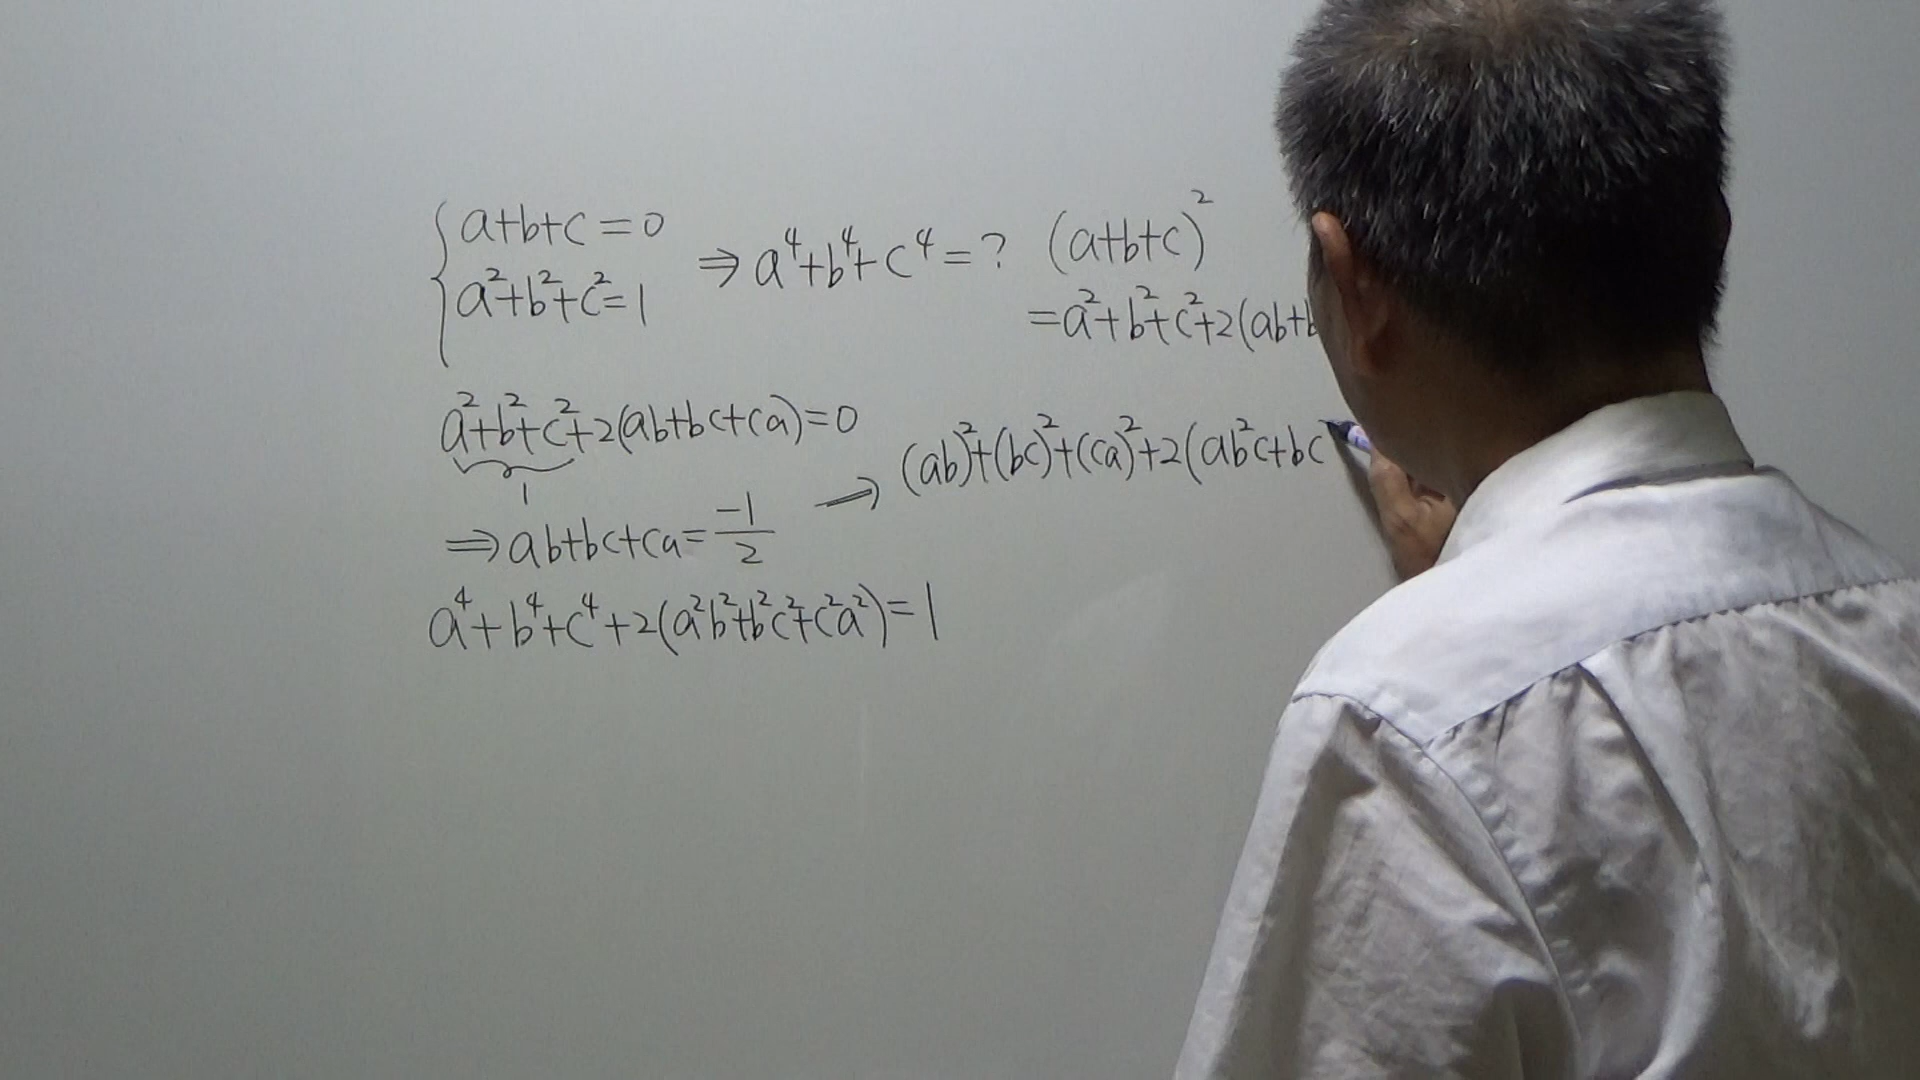 a+b+c=0
a²+b²+c²=1
⇒a⁴+b⁴+c⁴=?
(a+b+c)²
=a²+b²+c²+2(ab+b
a²+b²+c²+2(ab+bc+ca)=0
1
⇒ab+bc+ca=-1/2
→(ab)²+(bc)²+(ca)²+2(ab²c+bc
a⁴+b⁴+c⁴+2(a²b²+b²c²+c²a²)=1